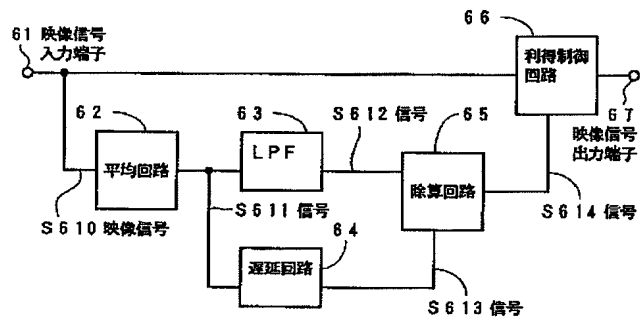 61 映像信号
入力端子
66
利得制御
回路
67
映像信号
出力端子
62
平均回路
63
LPF
S612 信号
65
除算回路
S610 映像信号
S611 信号
64
遅延回路
S614 信号
S613 信号